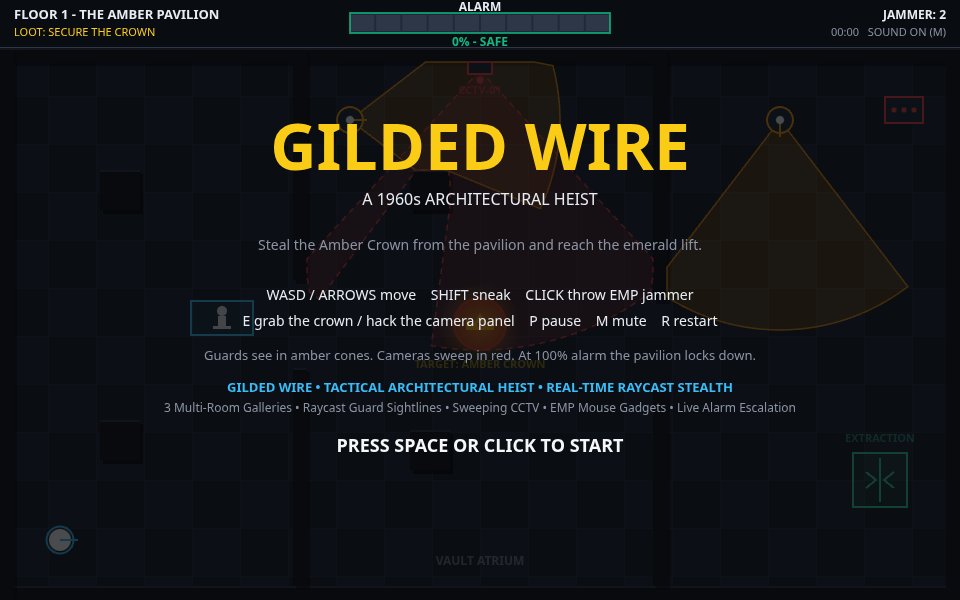 FLOOR 1 - THE AMBER PAVILION
LOOT: SECURE THE CROWN
ALARM
0% - SAFE
JAMMER: 2
00:00 SOUND ON (M)
CCTV-01
GILDED WIRE
A 1960s ARCHITECTURAL HEIST
Steal the Amber Crown from the pavilion and reach the emerald lift.
WASD / ARROWS move SHIFT sneak CLICK throw EMP jammer
E grab the crown / hack the camera panel P pause M mute R restart
Guards see in amber cones. Cameras sweep in red. At 100% alarm the pavilion locks down.
TARGET: AMBER CROWN
GILDED WIRE • TACTICAL ARCHITECTURAL HEIST • REAL-TIME RAYCAST STEALTH
3 Multi-Room Galleries • Raycast Guard Sightlines • Sweeping CCTV • EMP Mouse Gadgets • Live Alarm Escalation
PRESS SPACE OR CLICK TO START
EXTRACTION
VAULT ATRIUM